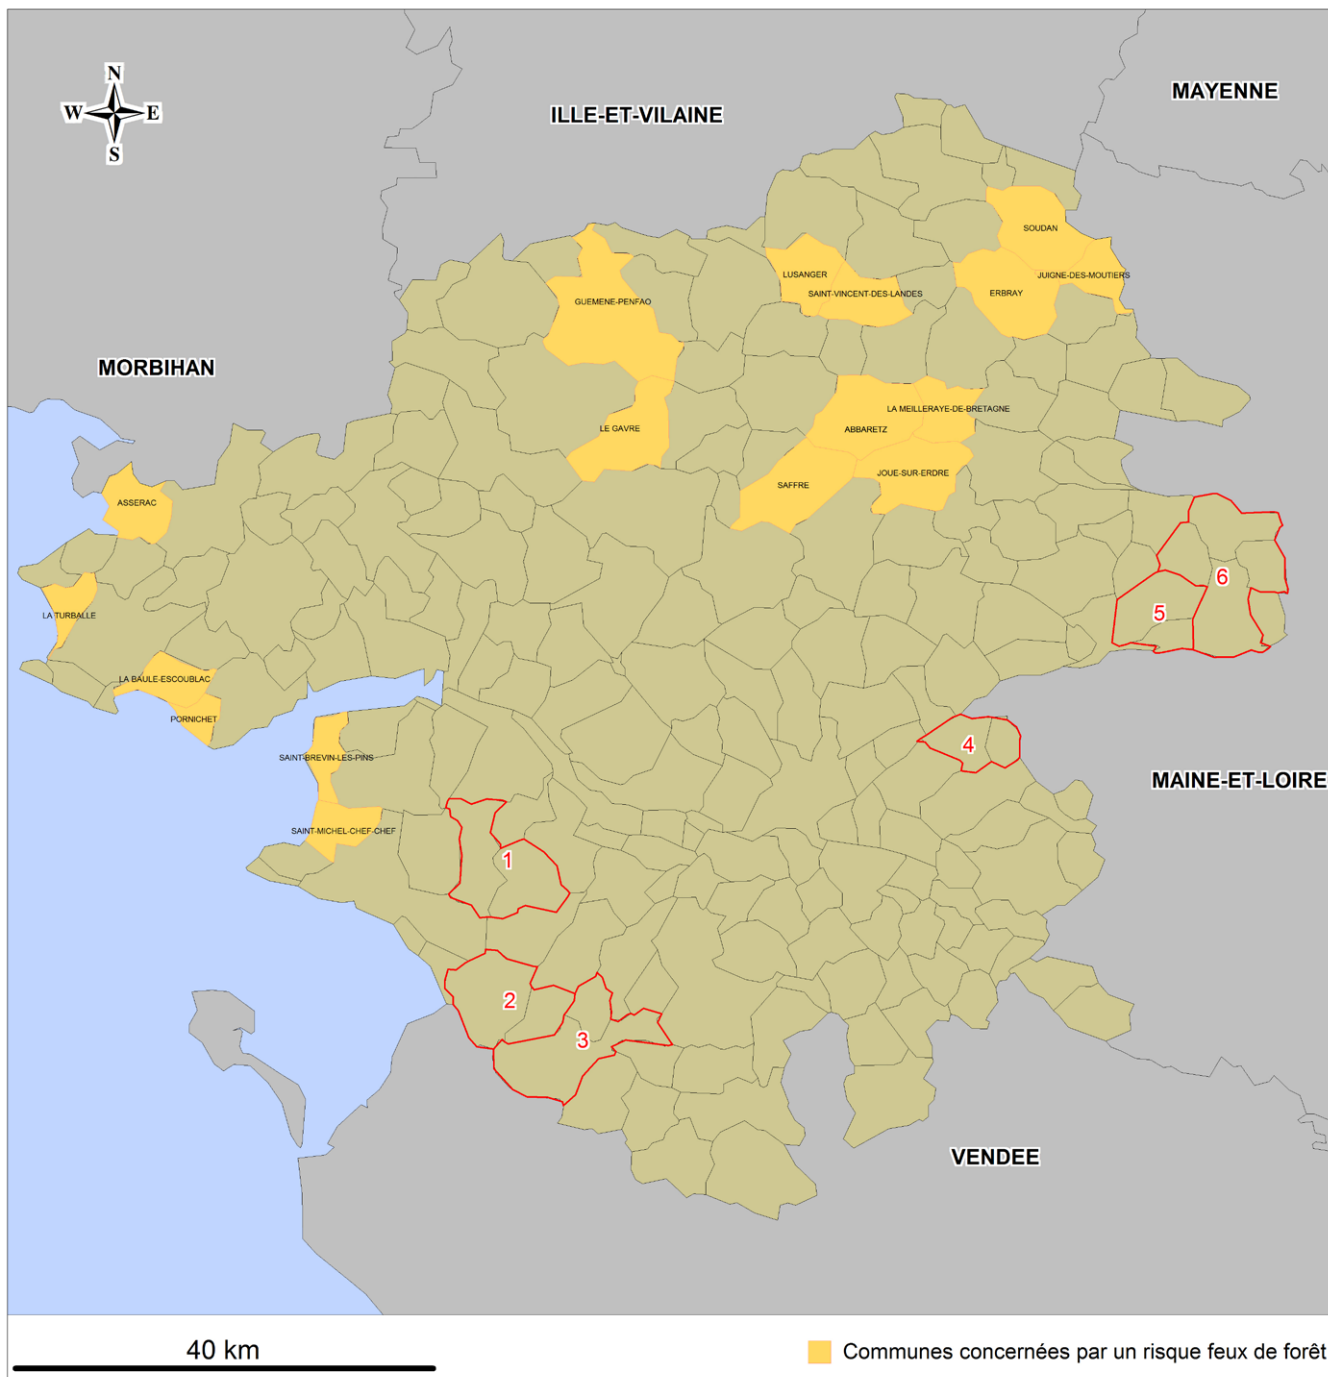 MAYENNE
N
ILLE-ET-VILAINE
W E
S
SOUDAN
LUSANGER
JUIGNE-DES-MOUTIERS
SAINT-VINCENT-DES-LANDES
ERBRAY
GUEMENE-PENFAO
MORBIHAN
LA MEILLERAYE-DE-BRETAGNE
LE GAVRE
ABBARETZ
JOUE-SUR-ERDRE
SAFFRE
ASSERAC
6
5
LA TURBALLE
LA BAULE-ESCOUBLAC
PORNICHET
4
SAINT-BREVIN-LES-PINS
MAINE-ET-LOIRE
SAINT-MICHEL-CHEF-CHEF
1
2
3
VENDEE
40 km
Communes concernées par un risque feux de forêt